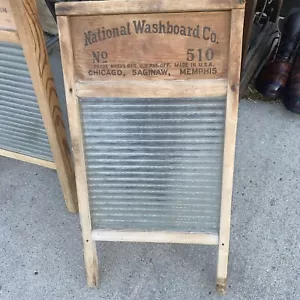 National Washboard Co.
No 510
MADE IN U.S.A.
CHICAGO, SAGINAW, MEMPHIS